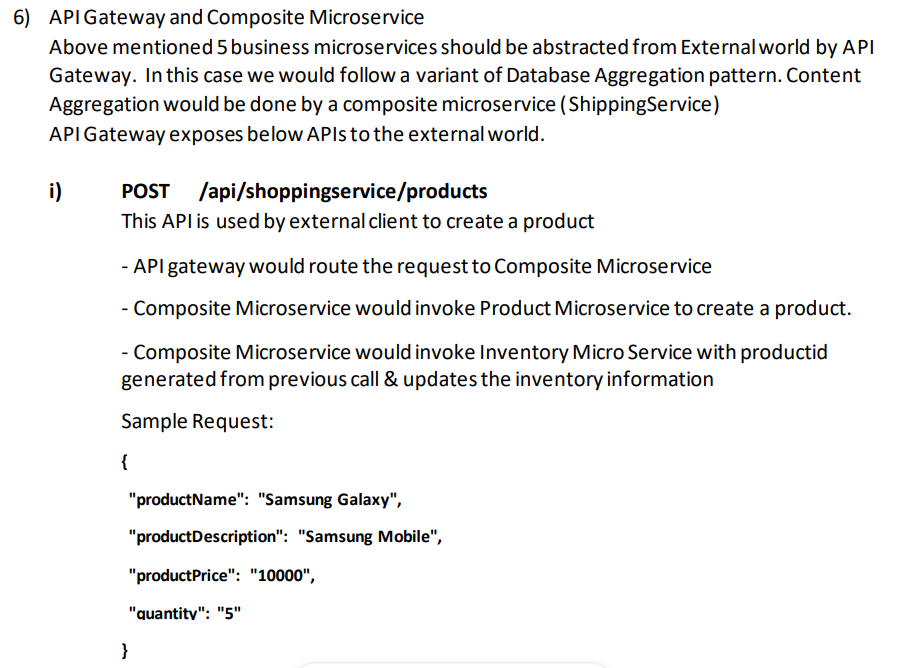 6) API Gateway and Composite Microservice
Above mentioned 5 business microservices should be abstracted from External world by API
Gateway. In this case we would follow a variant of Database Aggregation pattern. Content
Aggregation would be done by a composite microservice (ShippingService)
API Gateway exposes below APIs to the external world.
i) POST /api/shoppingservice/products
This API is used by external client to create a product
- API gateway would route the request to Composite Microservice
- Composite Microservice would invoke Product Microservice to create a product.
- Composite Microservice would invoke Inventory Micro Service with productid
generated from previous call & updates the inventory information
Sample Request:
{
"productName": "Samsung Galaxy",
"productDescription": "Samsung Mobile",
"productPrice": "10000",
"quantity": "5"
}